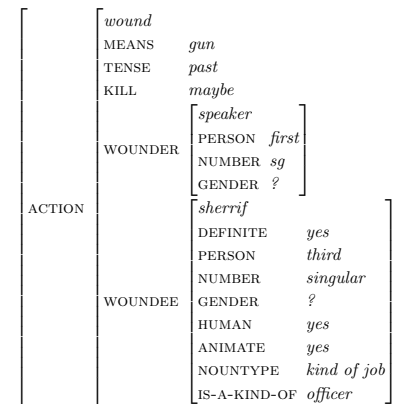 wound
MEANS gun
TENSE past
KILL maybe
speaker
PERSON first
WOUNDER
NUMBER sg
GENDER ?
ACTION
sherrif
DEFINITE yes
PERSON third
NUMBER singular
WOUNDEE GENDER ?
HUMAN yes
ANIMATE yes
NOUNTYPE kind of job
IS-A-KIND-OF officer